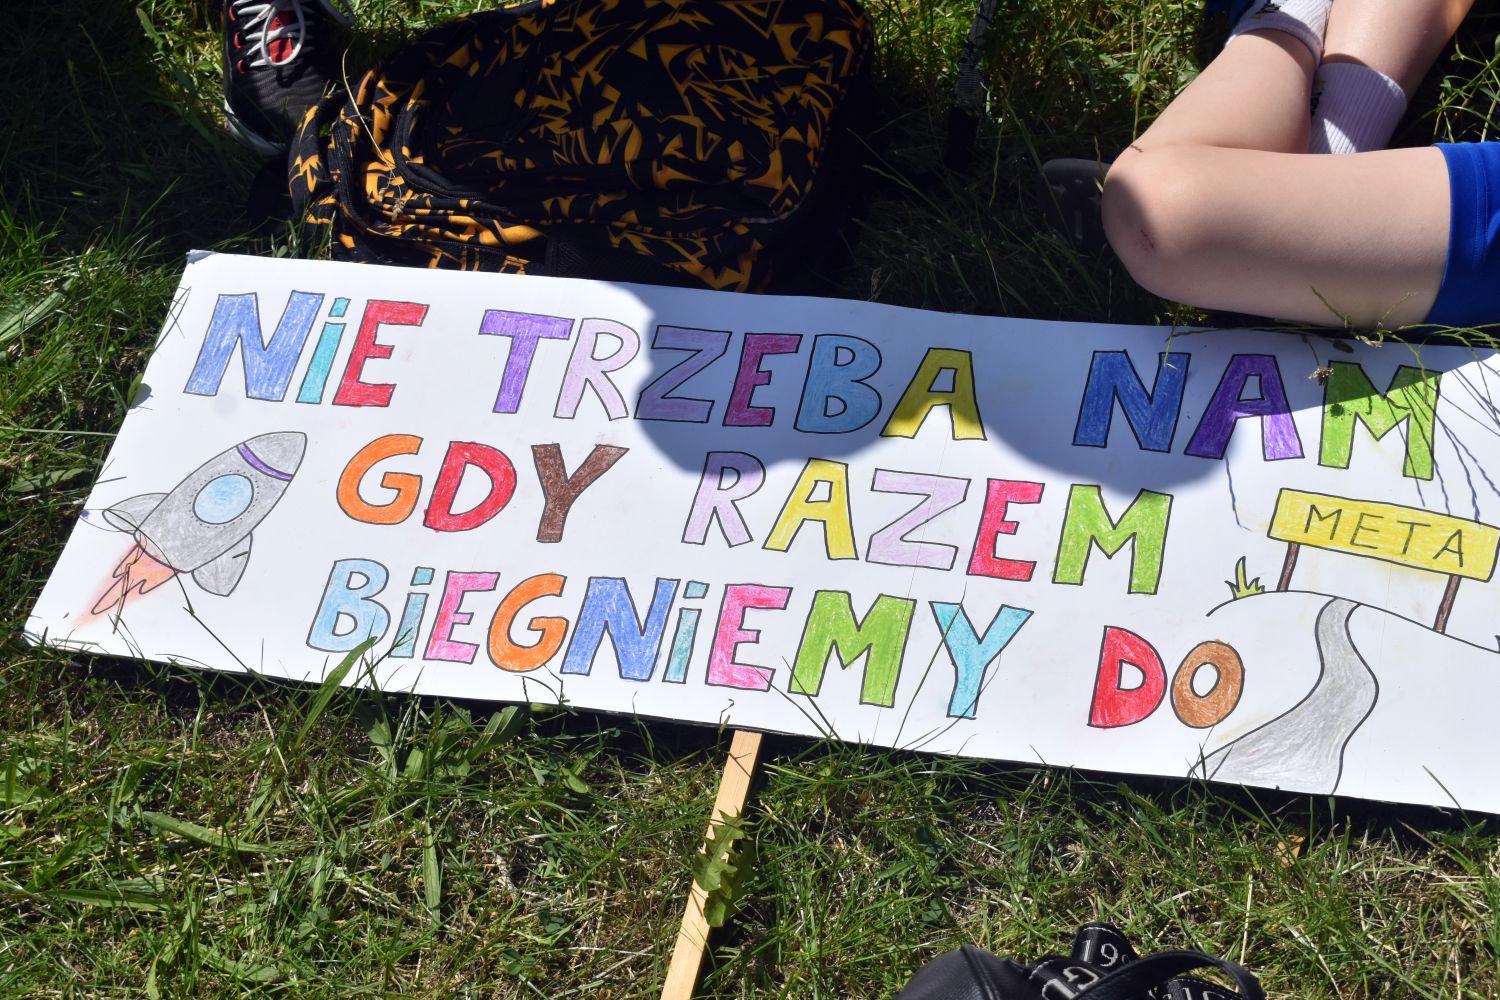 NiE TRZEBA NAM
GDY RAZEM
BiEGNiEMY DO
META